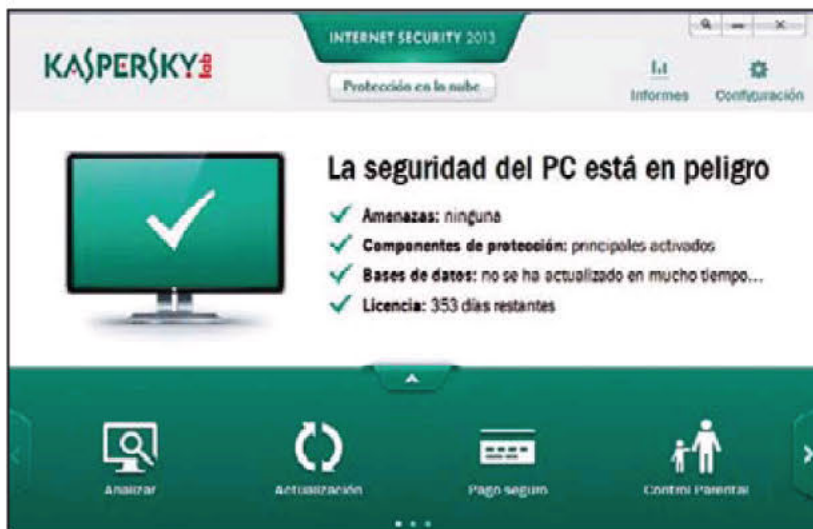 INTERNET SECURITY 2013
KASPERSKY lab
Protección en la nube
Informes
Configuración
La seguridad del PC está en peligro
Amenazas: ninguna
Componentes de protección: principales activados
Bases de datos: no se ha actualizado en mucho tiempo...
Licencia: 353 días restantes
Analizar
Actualización
Pago seguro
Control Parental